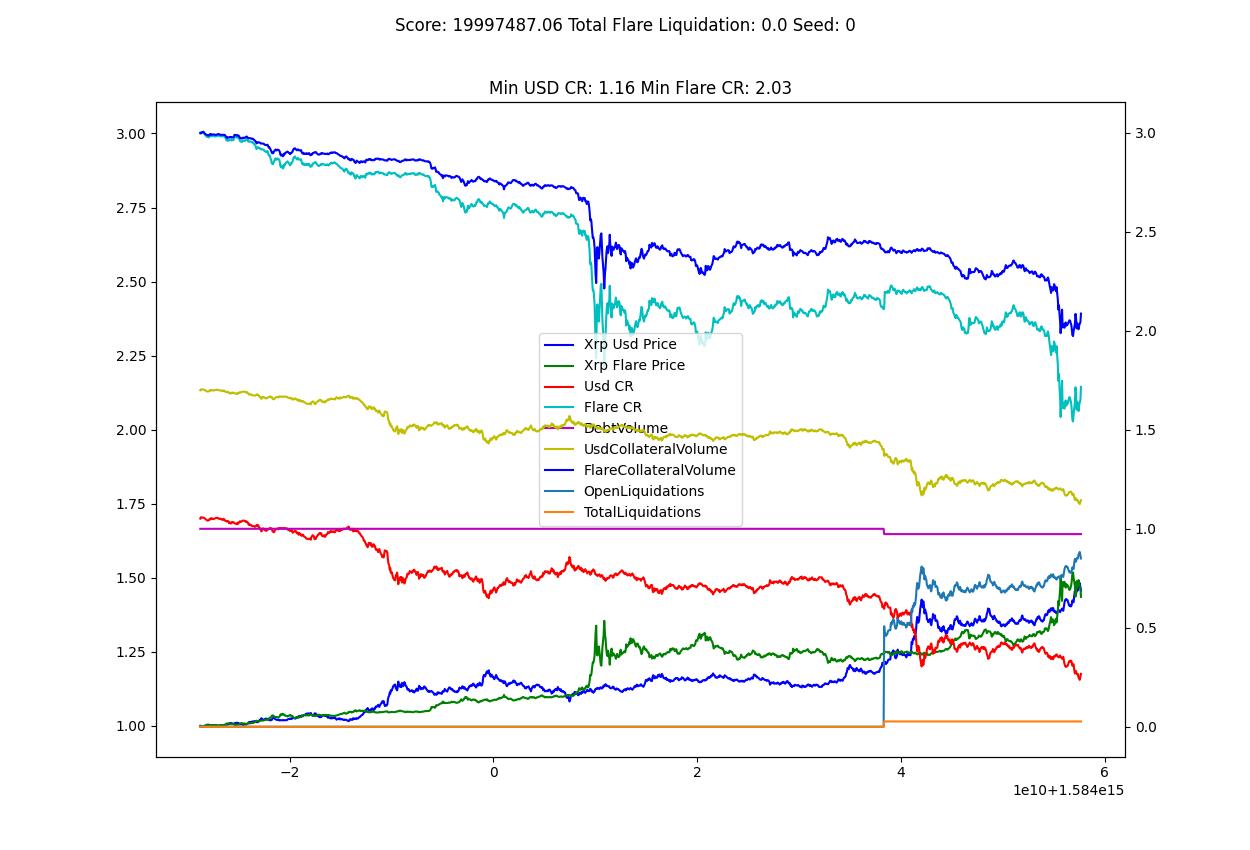 Score: 19997487.06 Total Flare Liquidation: 0.0 Seed: 0
Min USD CR: 1.16 Min Flare CR: 2.03
3.00
2.75
2.50
2.25
2.00
1.75
1.50
1.25
1.00
3.0
2.5
2.0
1.5
1.0
0.5
0.0
Xrp Usd Price
Xrp Flare Price
Usd CR
Flare CR
DebtVolume
UsdCollateralVolume
FlareCollateralVolume
OpenLiquidations
TotalLiquidations
−2
0
2
4
6
1e10+1.584e15